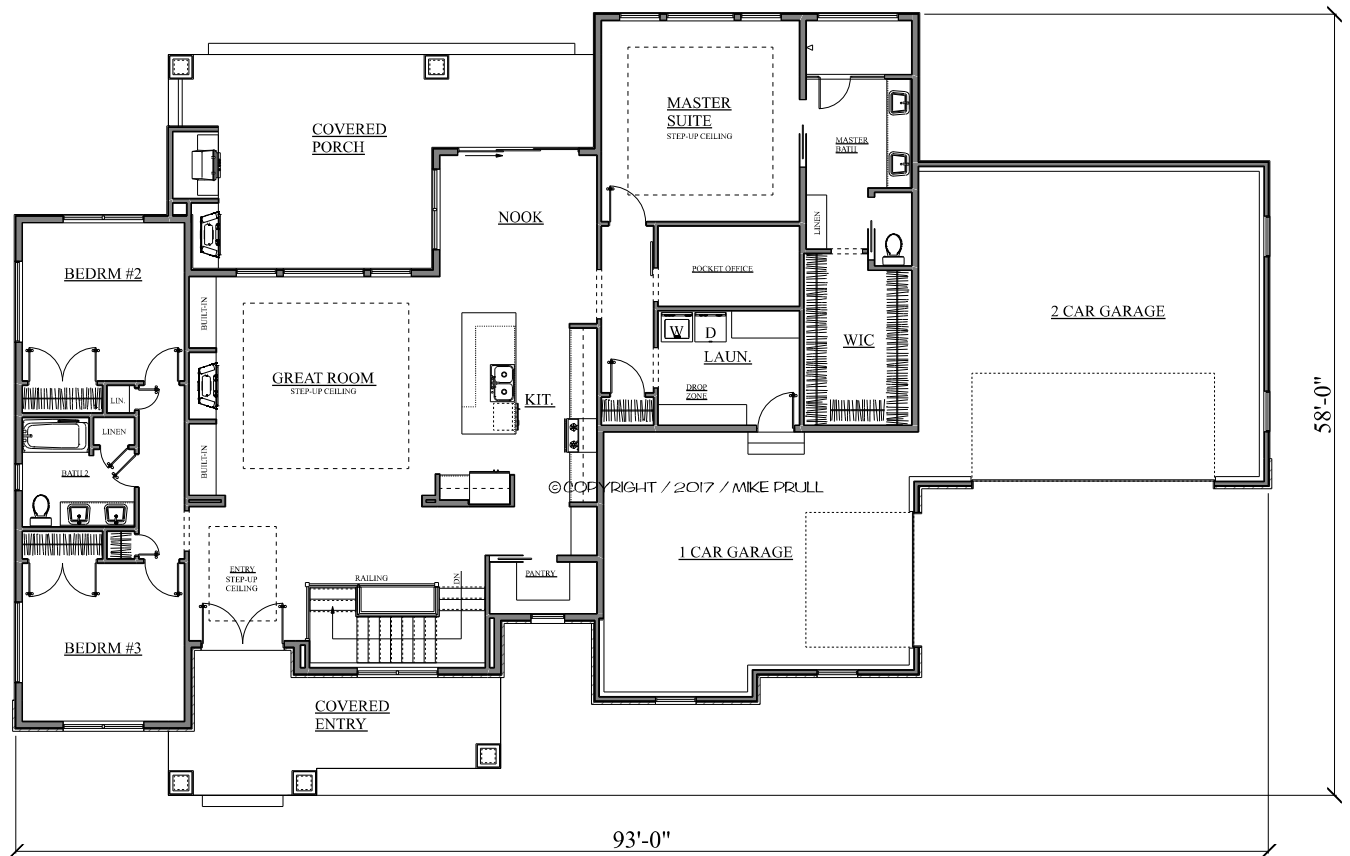 COVERED
PORCH
MASTER
SUITE
STEP-UP CEILING
MASTER
BATH
NOOK
LINEN
POCKET OFFICE
BEDRM #2
BUILT-IN
2 CAR GARAGE
W
D
LAUN.
WIC
GREAT ROOM
STEP-UP CEILING
KIT.
DROP
ZONE
LIN.
LINEN
BUILT-IN
BATH 2
58'-0"
©COPYRIGHT / 2017 / MIKE PRULL
1 CAR GARAGE
ENTRY
STEP-UP
CEILING
RAILING
DN
PANTRY
BEDRM #3
COVERED
ENTRY
93'-0"